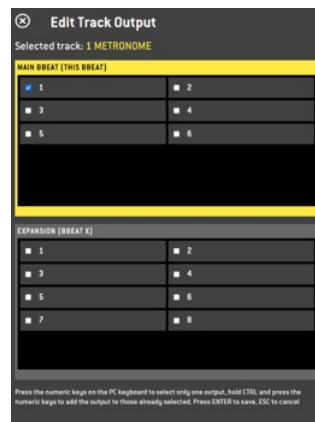 Edit Track Output
Selected track: 1 METRONOME
MAIN BBEAT (THIS BBEAT)
1 2
3 4
5 6
EXPANSION (BBEAT X)
1 2
3 4
5 6
7 8
Press the numeric keys on the PC keyboard to select only one output, hold CTRL and press the
numeric keys to add the output to those already selected. Press ENTER to save, ESC to cancel